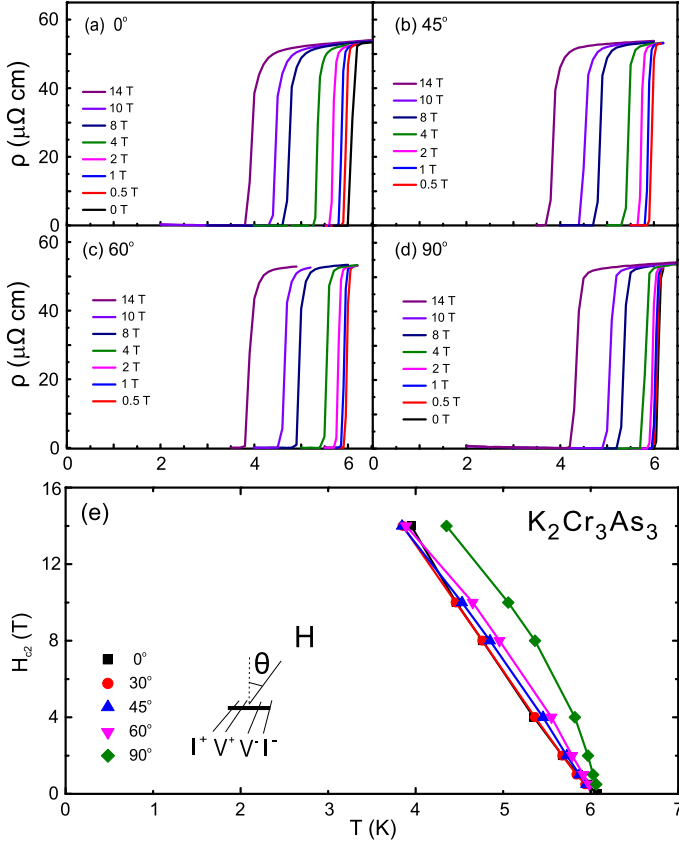 (a) 0°
14 T
10 T
8 T
4 T
2 T
1 T
0.5 T
0 T
ρ (μΩ cm)
60
40
20
0
(b) 45°
14 T
10 T
8 T
4 T
2 T
1 T
0.5 T
(c) 60°
14 T
10 T
8 T
4 T
2 T
1 T
0.5 T
ρ (μΩ cm)
60
40
20
0
0 2 4 6
(d) 90°
14 T
10 T
8 T
4 T
2 T
1 T
0.5 T
0 T
0 2 4 6
(e)
K₂Cr₃As₃
H_c2 (T)
16
12
8
4
0
0°
30°
45°
60°
90°
θ
H
I⁺ V⁺ V⁻ I⁻
0 1 2 3 4 5 6 7
T (K)